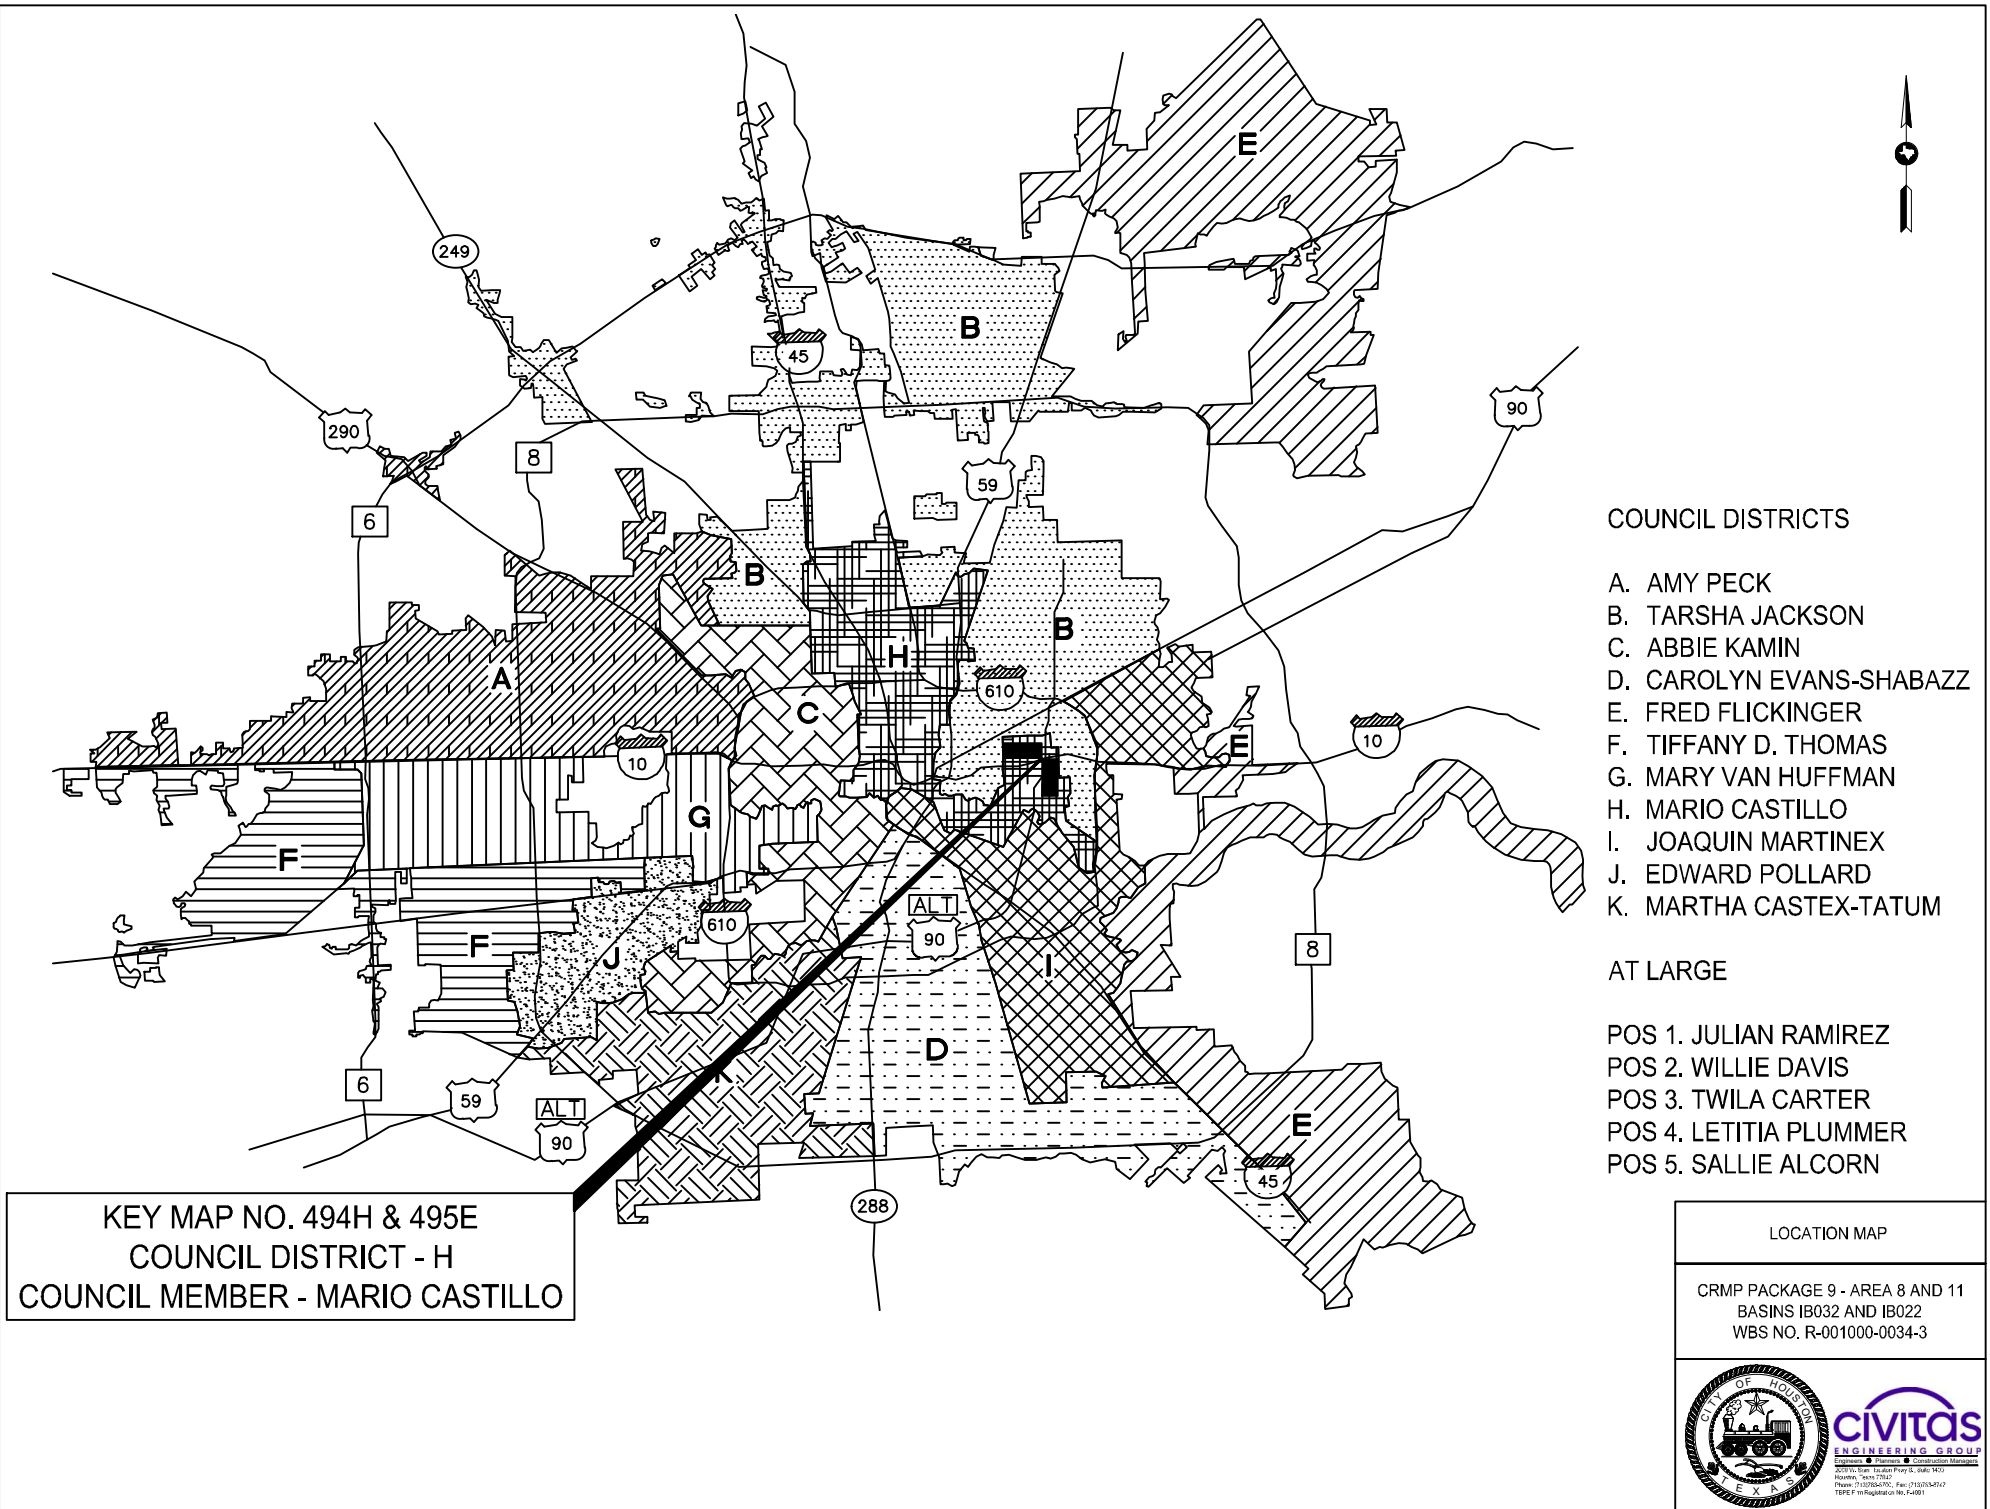 E
249
B
45
290
90
8
59
6
COUNCIL DISTRICTS
A. AMY PECK
B. TARSHA JACKSON
C. ABBIE KAMIN
D. CAROLYN EVANS-SHABAZZ
E. FRED FLICKINGER
F. TIFFANY D. THOMAS
G. MARY VAN HUFFMAN
H. MARIO CASTILLO
I. JOAQUIN MARTINEX
J. EDWARD POLLARD
K. MARTHA CASTEX-TATUM
AT LARGE
POS 1. JULIAN RAMIREZ
POS 2. WILLIE DAVIS
POS 3. TWILA CARTER
POS 4. LETITIA PLUMMER
POS 5. SALLIE ALCORN
B
B
H
A
610
C
10
E
10
G
F
ALT
90
610
F
J
I
8
D
K
6
59
ALT
90
E
45
288
KEY MAP NO. 494H & 495E
COUNCIL DISTRICT - H
COUNCIL MEMBER - MARIO CASTILLO
LOCATION MAP
CRMP PACKAGE 9 - AREA 8 AND 11
BASINS IB032 AND IB022
WBS NO. R-001000-0034-3
CITY OF HOUSTON
TEXAS
CIVITAS
ENGINEERING GROUP
Engineers Planners Construction Managers